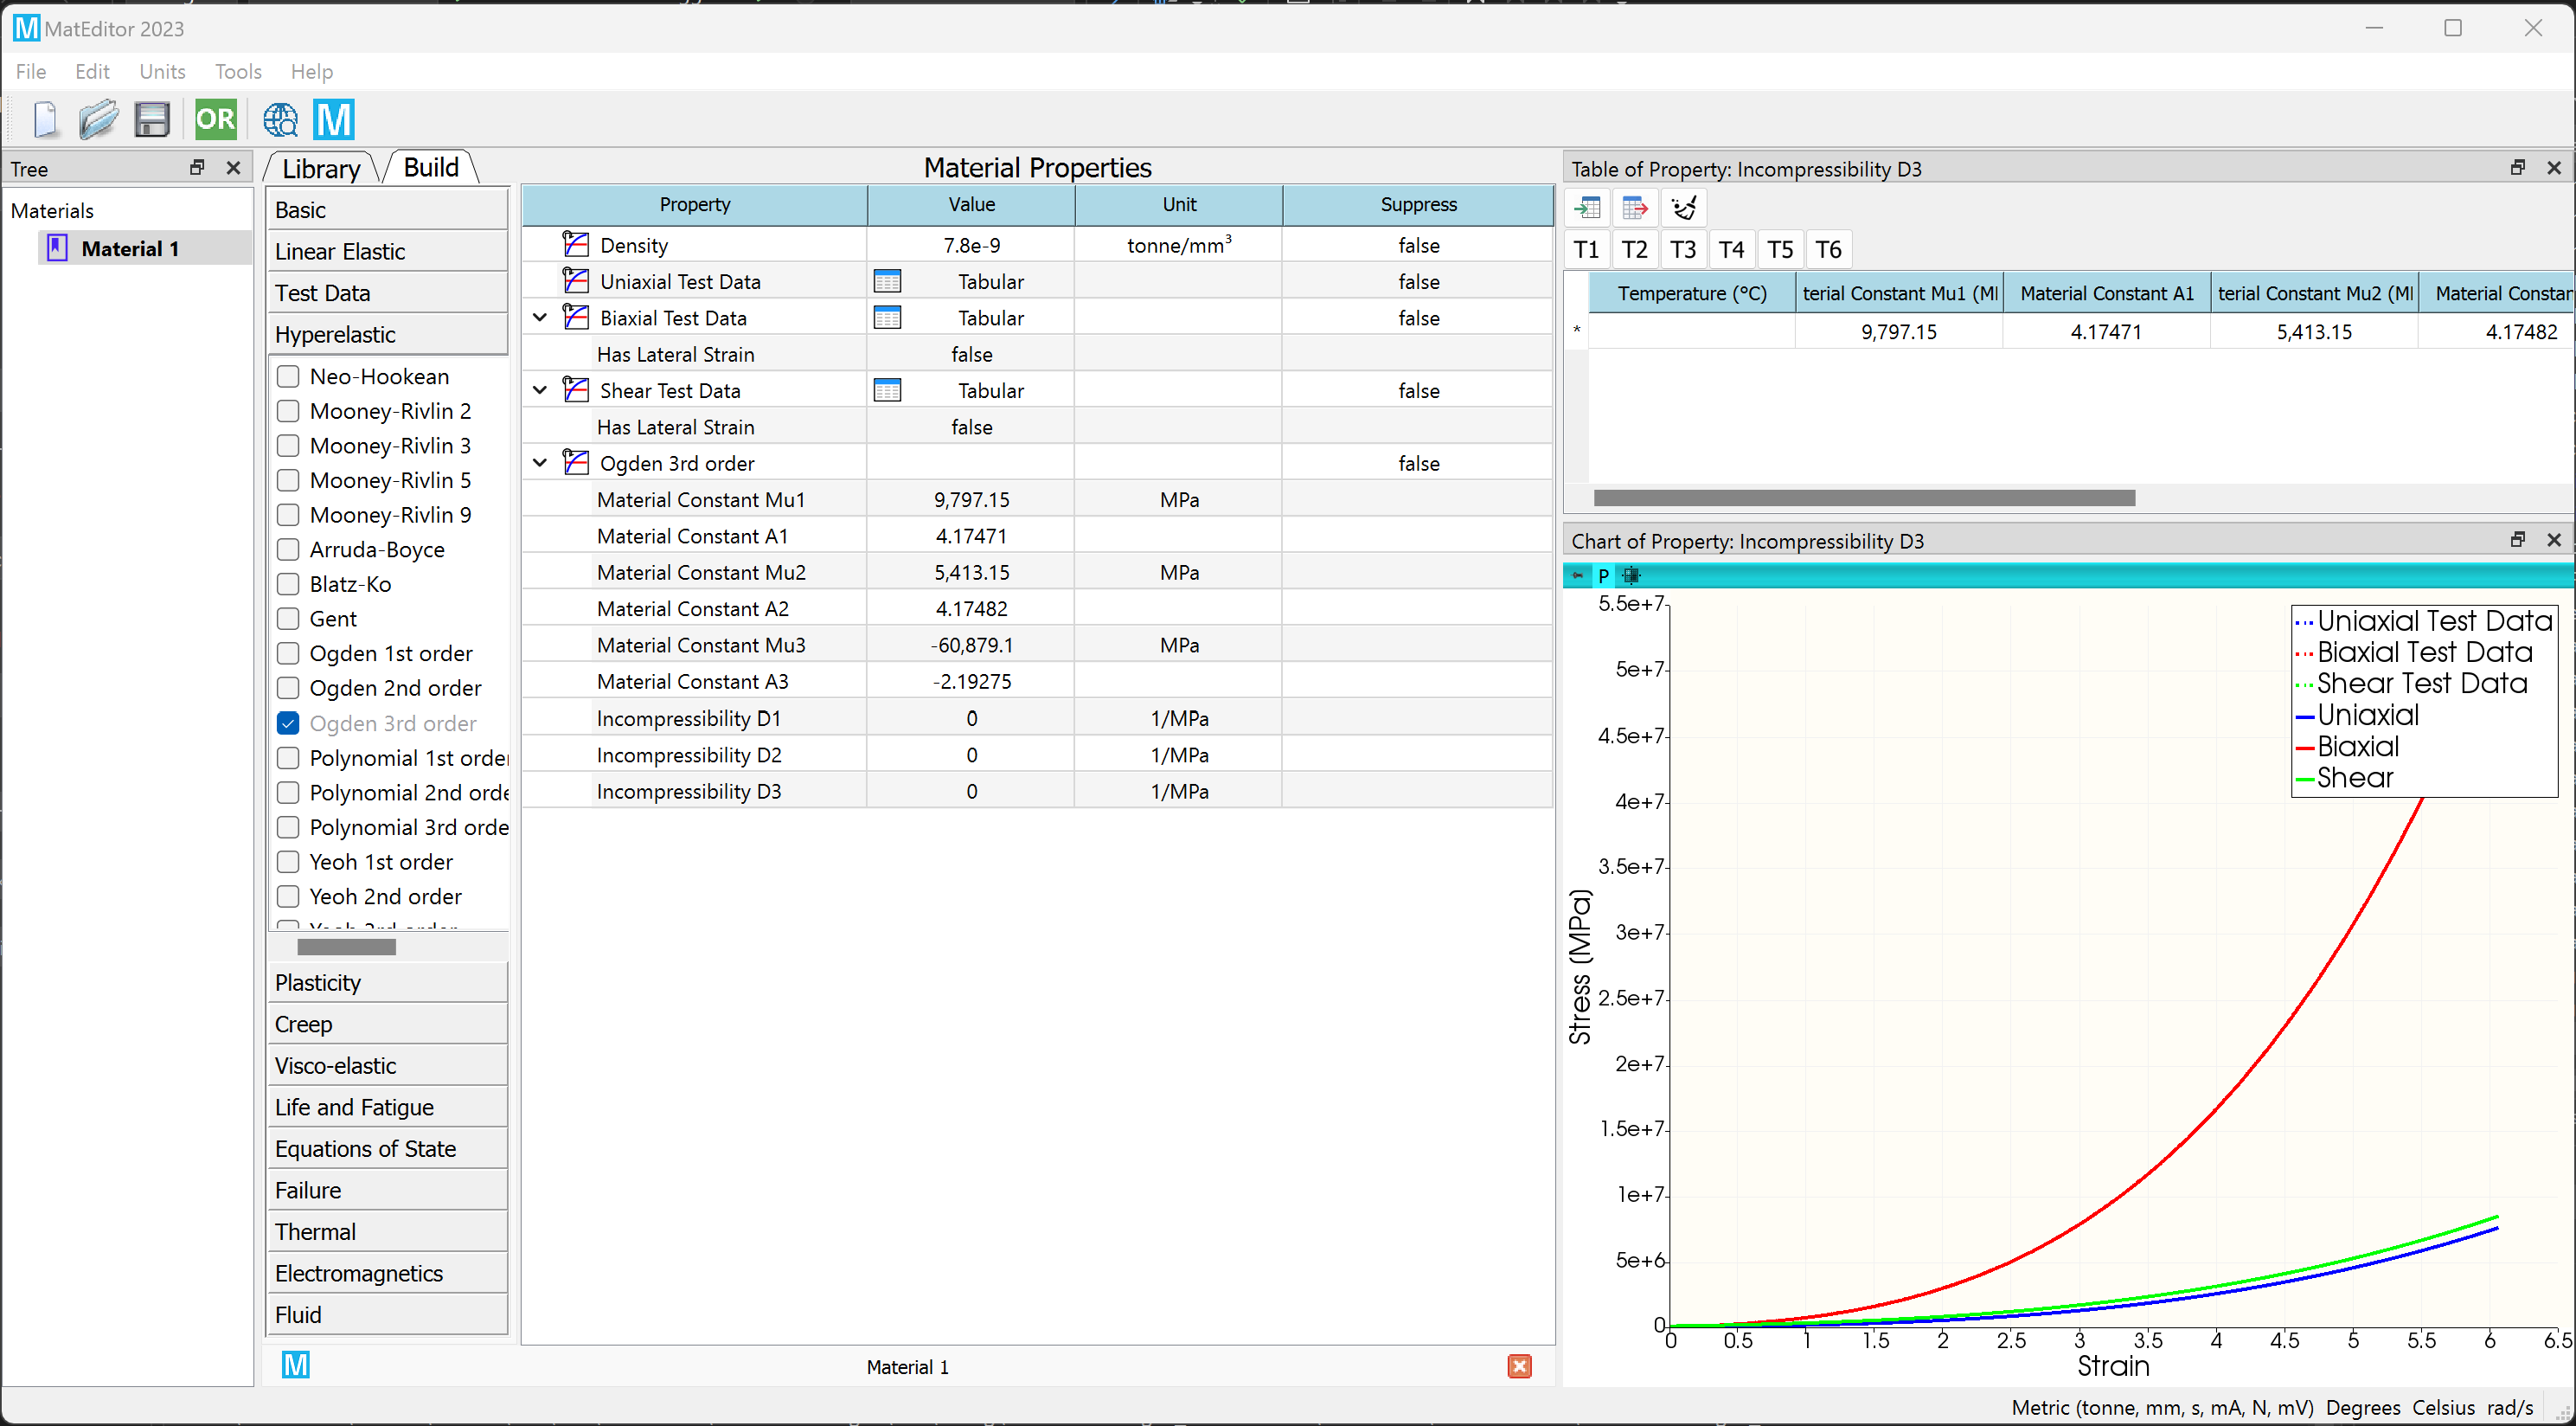 MatEditor 2023
File Edit Units Tools Help
OR M
Tree
Materials
Material 1
Library Build
Basic
Linear Elastic
Test Data
Hyperelastic
Neo-Hookean
Mooney-Rivlin 2
Mooney-Rivlin 3
Mooney-Rivlin 5
Mooney-Rivlin 9
Arruda-Boyce
Blatz-Ko
Gent
Ogden 1st order
Ogden 2nd order
Ogden 3rd order
Polynomial 1st order
Polynomial 2nd orde
Polynomial 3rd orde
Yeoh 1st order
Yeoh 2nd order
Yeoh 3rd order
Plasticity
Creep
Visco-elastic
Life and Fatigue
Equations of State
Failure
Thermal
Electromagnetics
Fluid
Material Properties
Property Value Unit Suppress
Density 7.8e-9 tonne/mm³ false
Uniaxial Test Data Tabular false
Biaxial Test Data Tabular false
Has Lateral Strain false
Shear Test Data Tabular false
Has Lateral Strain false
Ogden 3rd order false
Material Constant Mu1 9,797.15 MPa
Material Constant A1 4.17471
Material Constant Mu2 5,413.15 MPa
Material Constant A2 4.17482
Material Constant Mu3 -60,879.1 MPa
Material Constant A3 -2.19275
Incompressibility D1 0 1/MPa
Incompressibility D2 0 1/MPa
Incompressibility D3 0 1/MPa
M Material 1
Table of Property: Incompressibility D3
T1 T2 T3 T4 T5 T6
Temperature (°C) terial Constant Mu1 (MI Material Constant A1 terial Constant Mu2 (MI Material Constar
* 9,797.15 4.17471 5,413.15 4.17482
Chart of Property: Incompressibility D3
P
5.5e+7
5e+7
4.5e+7
4e+7
3.5e+7
3e+7
2.5e+7
2e+7
1.5e+7
1e+7
5e+6
0
Stress (MPa)
Uniaxial Test Data
Biaxial Test Data
Shear Test Data
Uniaxial
Biaxial
Shear
0 0.5 1 1.5 2 2.5 3 3.5 4 4.5 5 5.5 6 6.5
Strain
Metric (tonne, mm, s, mA, N, mV) Degrees Celsius rad/s